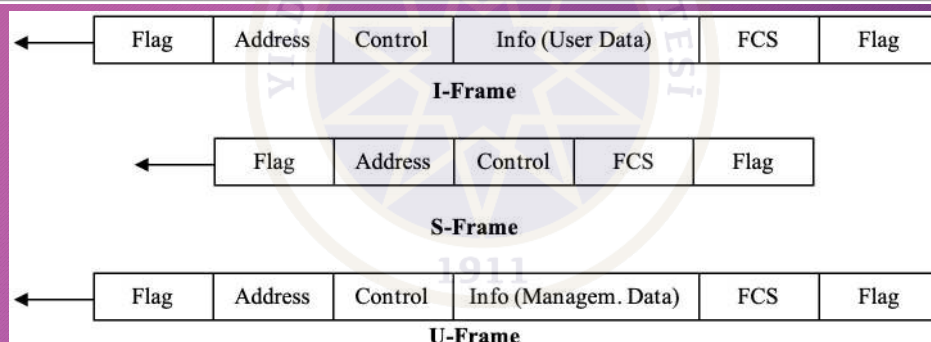 Flag Address Control Info (User Data) FCS Flag
I-Frame
Flag Address Control FCS Flag
S-Frame
1911
Flag Address Control Info (Managem. Data) FCS Flag
U-Frame